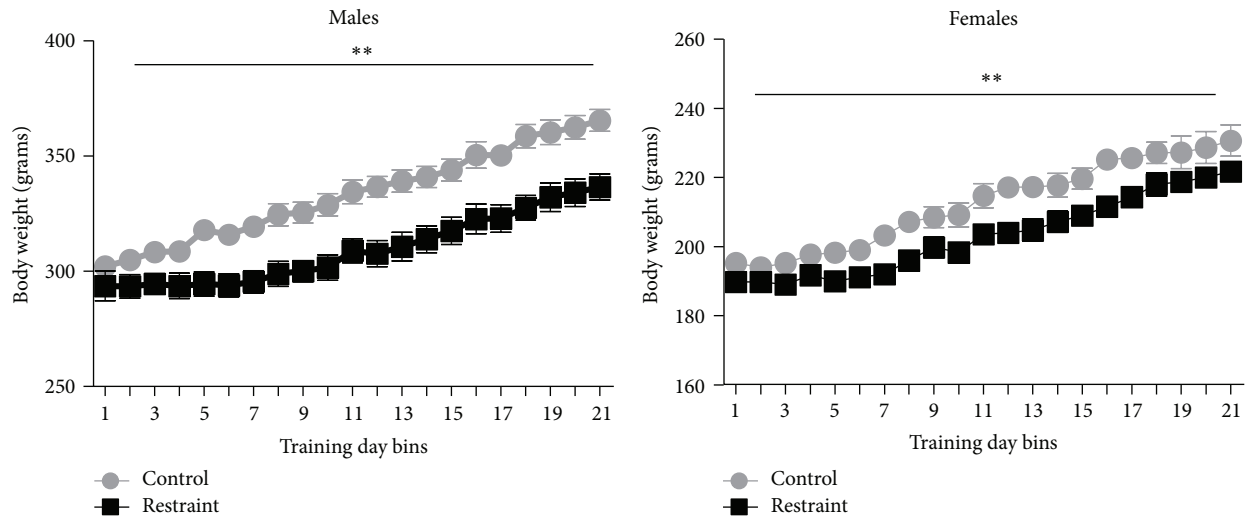 Males
**
Body weight (grams)
400
350
300
250
1 3 5 7 9 11 13 15 17 19 21
Training day bins
Control
Restraint
Females
**
Body weight (grams)
260
240
220
200
180
160
1 3 5 7 9 11 13 15 17 19 21
Training day bins
Control
Restraint